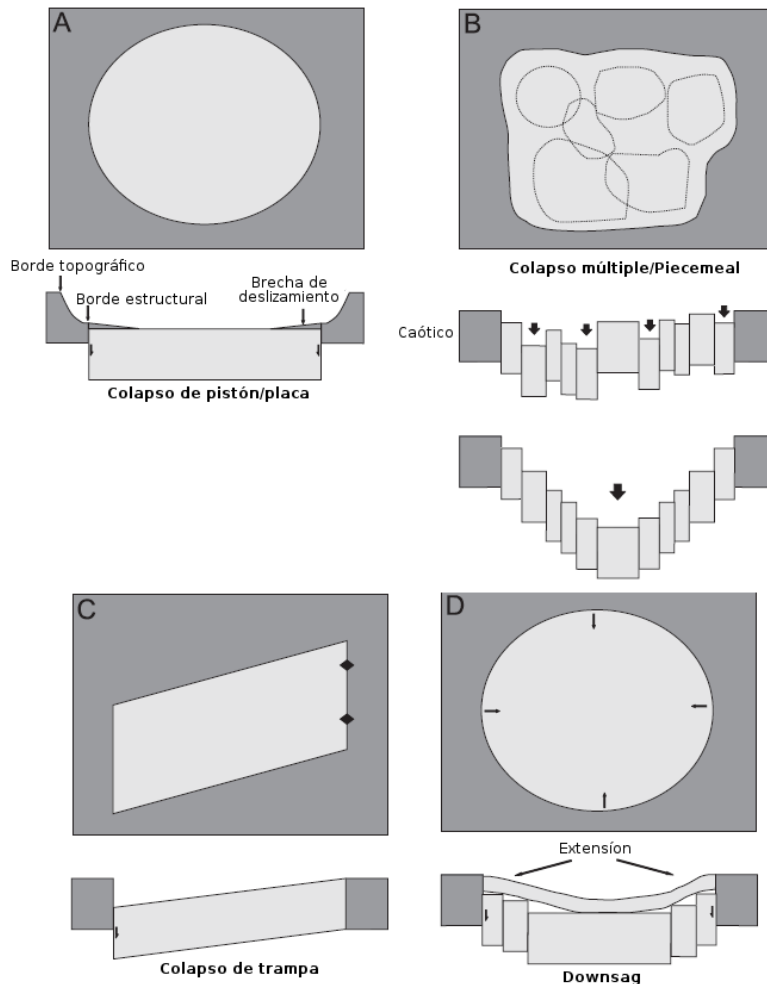 A
Borde topográfico
Borde estructural
Brecha de
deslizamiento
Colapso de pistón/placa
B
Colapso múltiple/Piecemeal
Caótico
C
Colapso de trampa
D
Extensíon
Downsag